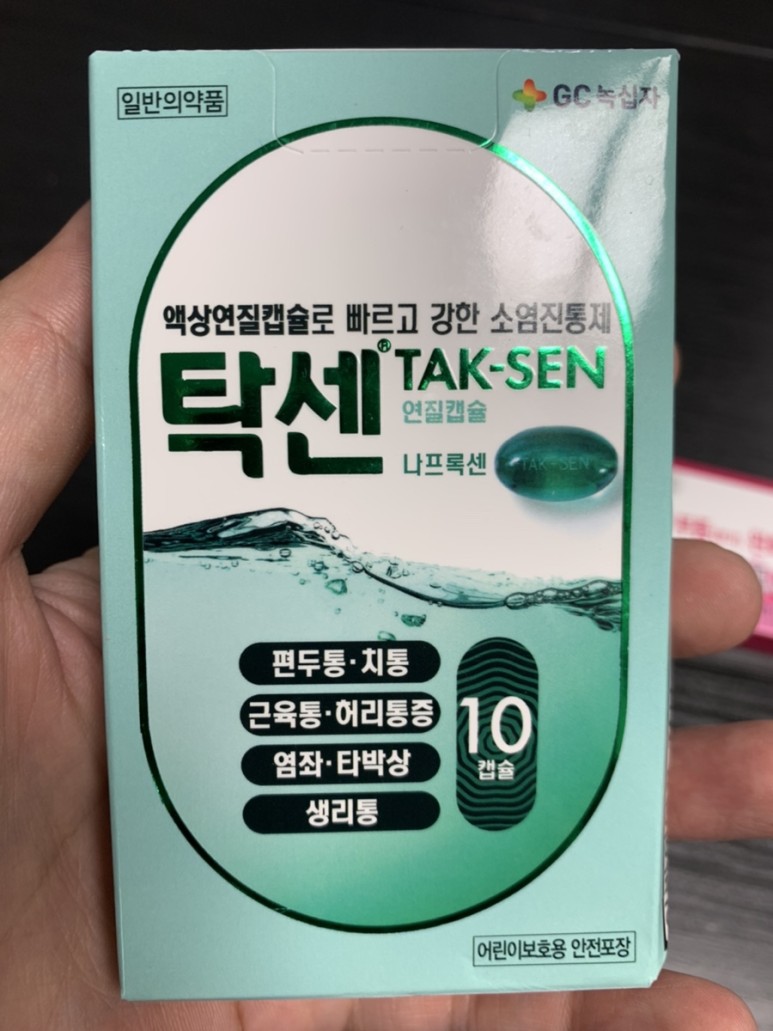 일반의약품
GC 녹십자
액상연질캡슐로 빠르고 강한 소염진통제
탁센® TAK-SEN
연질캡슐
나프록센
TAK-SEN
편두통·치통
근육통·허리통증
염좌·타박상
생리통
10
캡슐
어린이보호용 안전포장